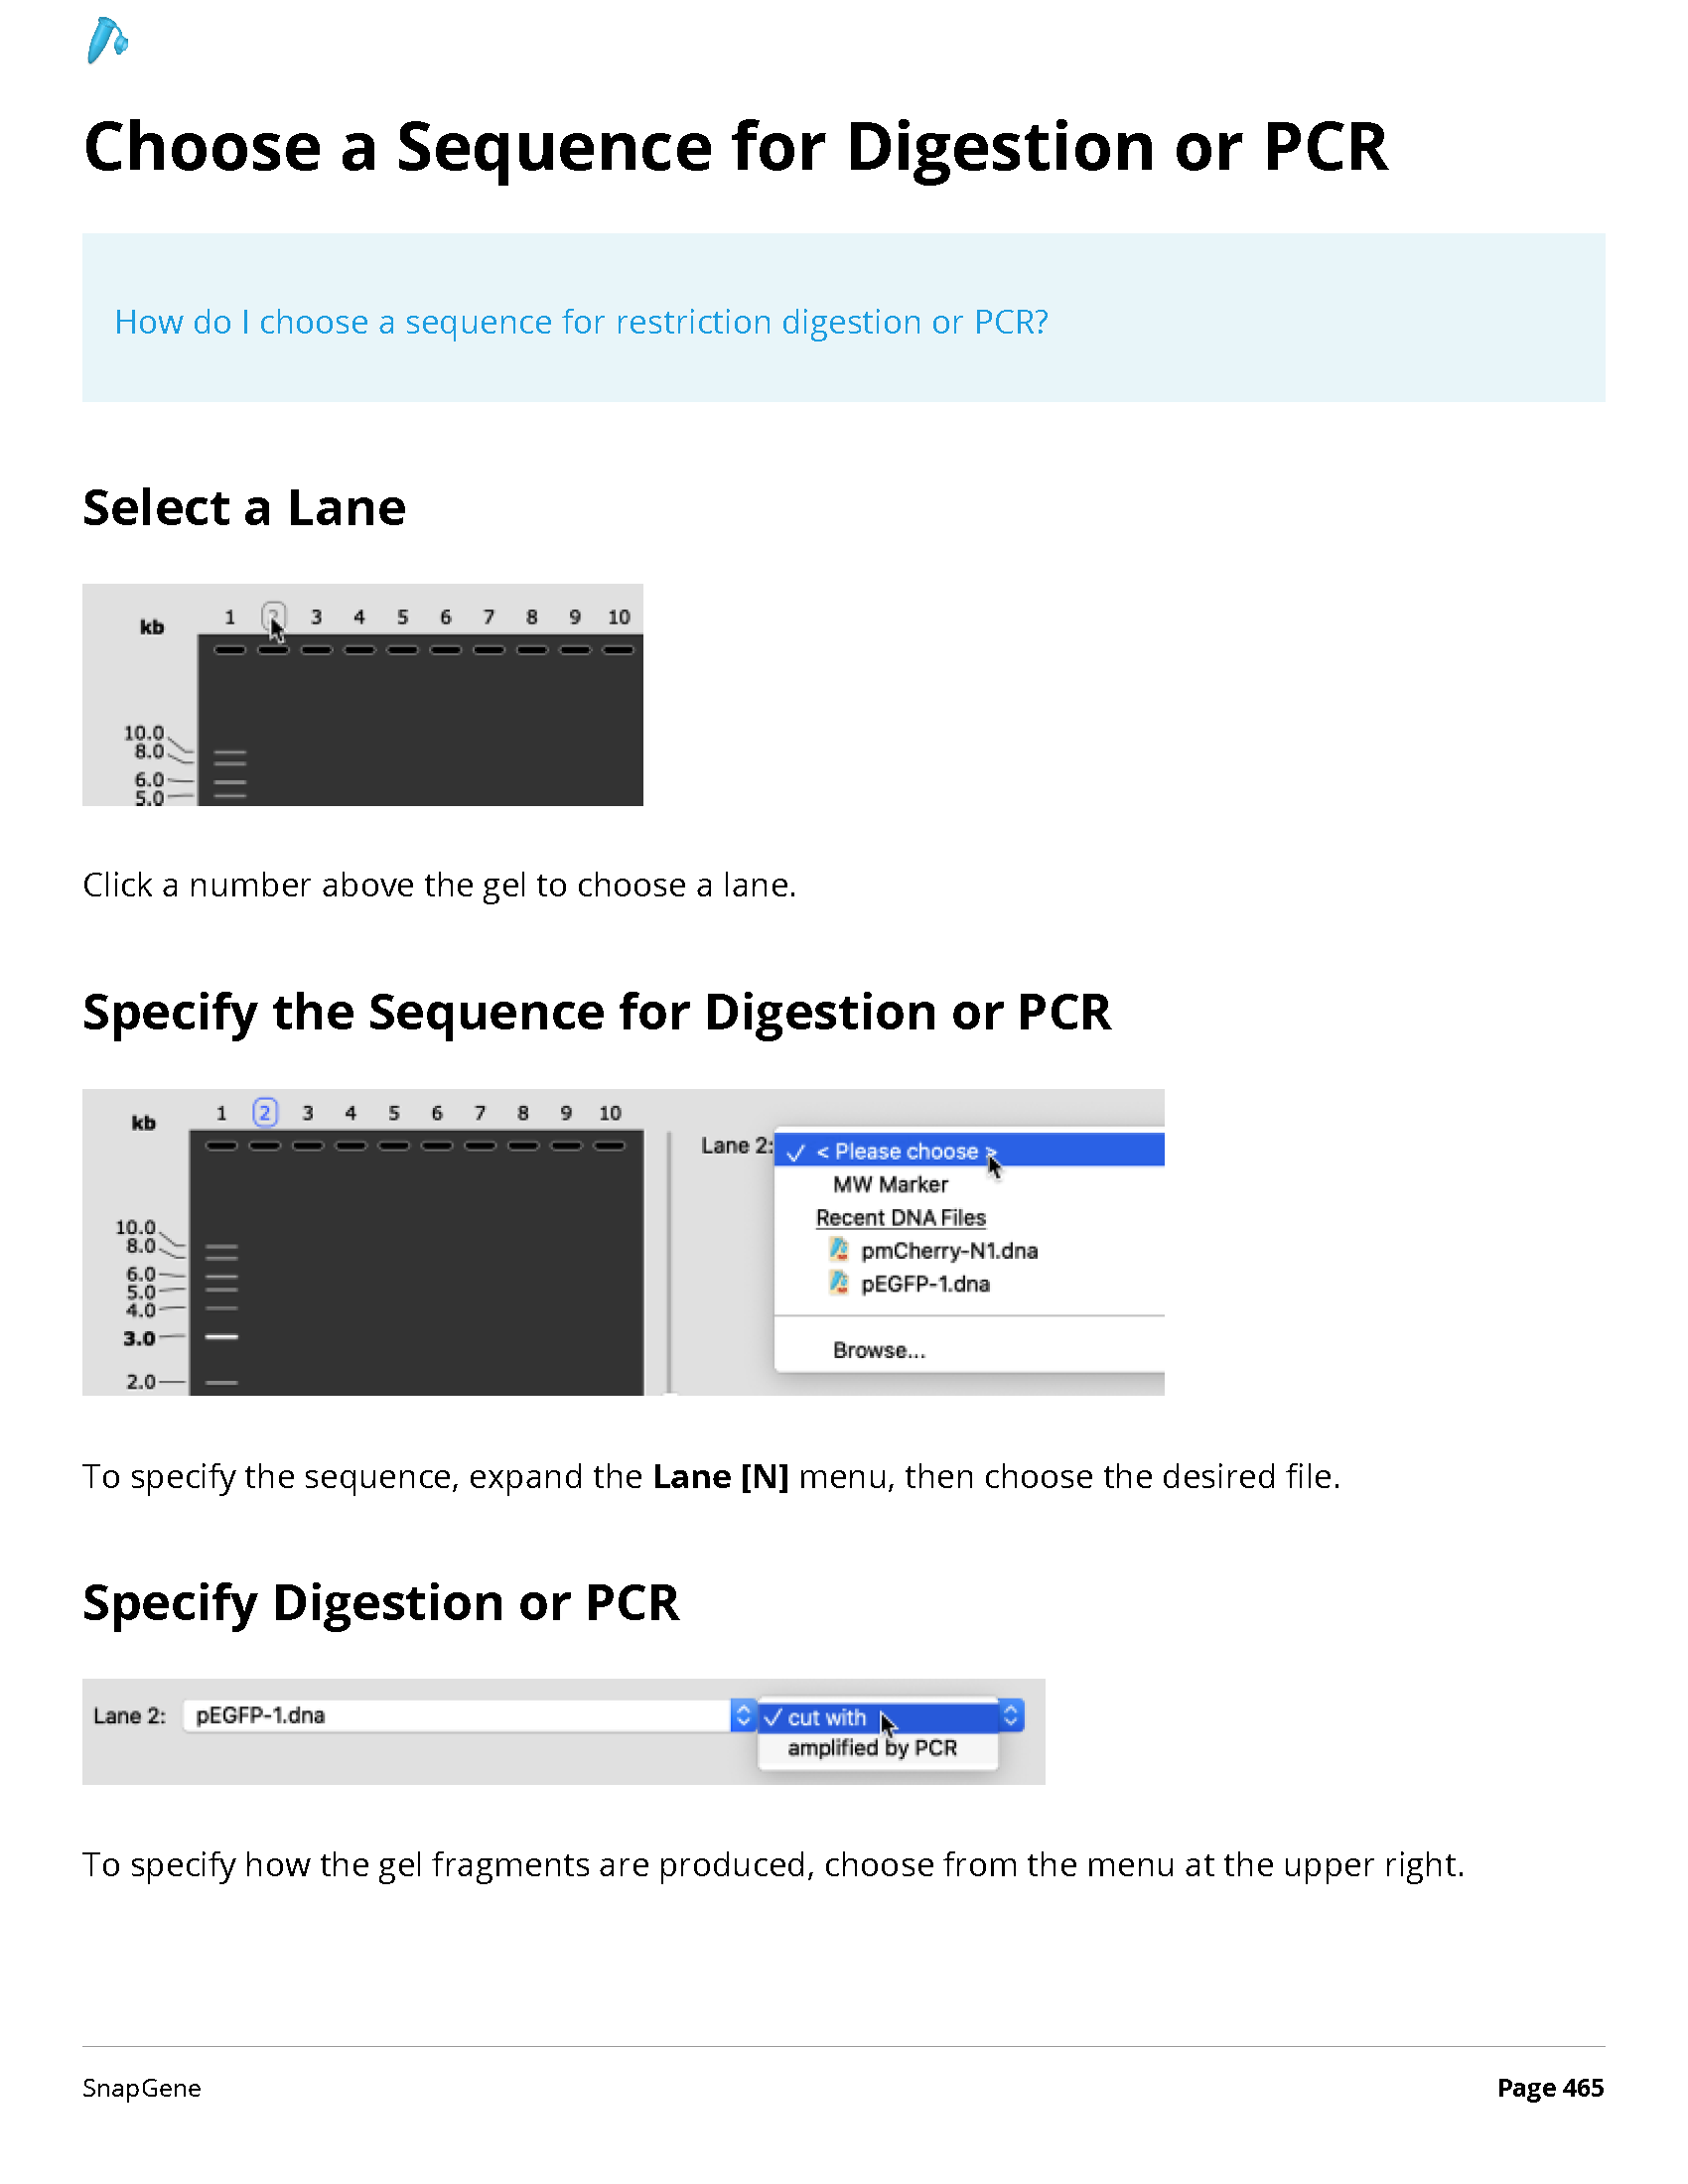 Choose a Sequence for Digestion or PCR
How do I choose a sequence for restriction digestion or PCR?
Select a Lane
kb 1 2 3 4 5 6 7 8 9 10
10.0
8.0
6.0
5.0
Click a number above the gel to choose a lane.
Specify the Sequence for Digestion or PCR
kb 1 2 3 4 5 6 7 8 9 10
10.0
8.0
6.0
5.0
4.0
3.0
2.0
Lane 2: < Please choose >
MW Marker
Recent DNA Files
pmCherry-N1.dna
pEGFP-1.dna
Browse...
To specify the sequence, expand the Lane [N] menu, then choose the desired file.
Specify Digestion or PCR
Lane 2: pEGFP-1.dna cut with
amplified by PCR
To specify how the gel fragments are produced, choose from the menu at the upper right.
SnapGene Page 465